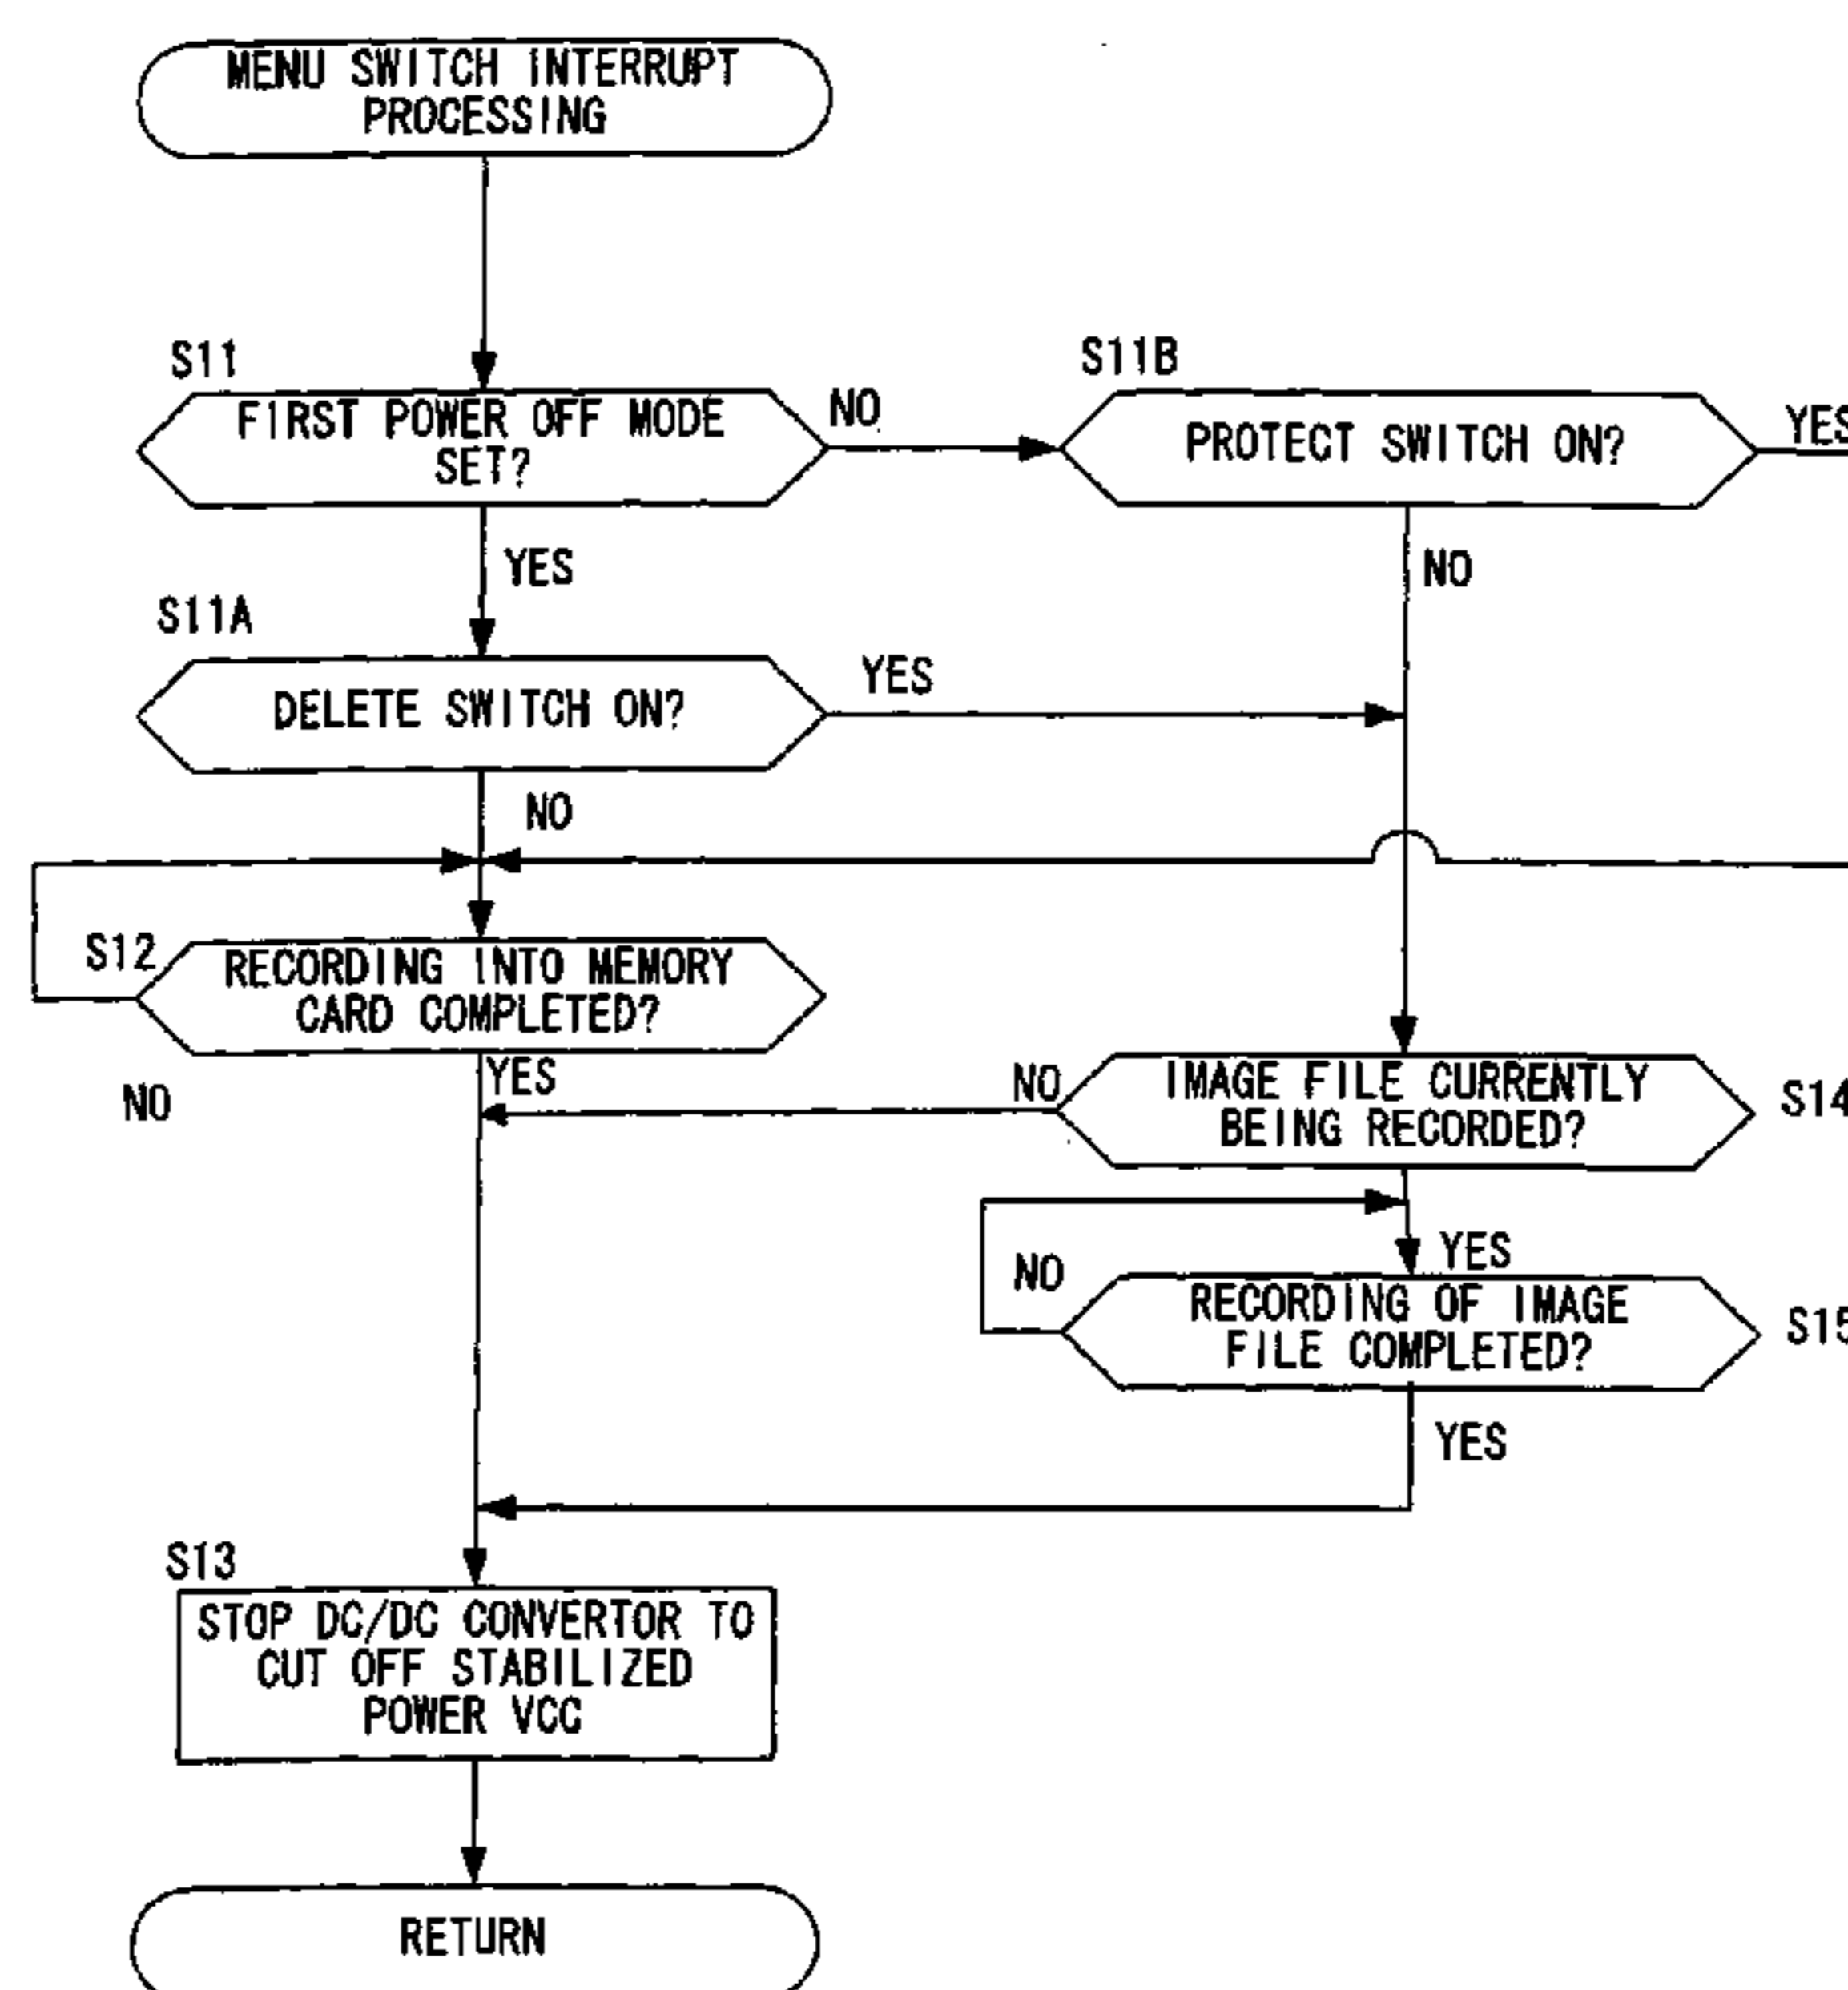 MENU SWITCH INTERRUPT
PROCESSING
S11
FIRST POWER OFF MODE
SET?
NO
S11B
PROTECT SWITCH ON?
YES
YES
NO
S11A
DELETE SWITCH ON?
YES
NO
S12
RECORDING INTO MEMORY
CARD COMPLETED?
YES
NO
NO
IMAGE FILE CURRENTLY
BEING RECORDED?
S14
YES
NO
RECORDING OF IMAGE
FILE COMPLETED?
S15
YES
S13
STOP DC/DC CONVERTOR TO
CUT OFF STABILIZED
POWER VCC
RETURN